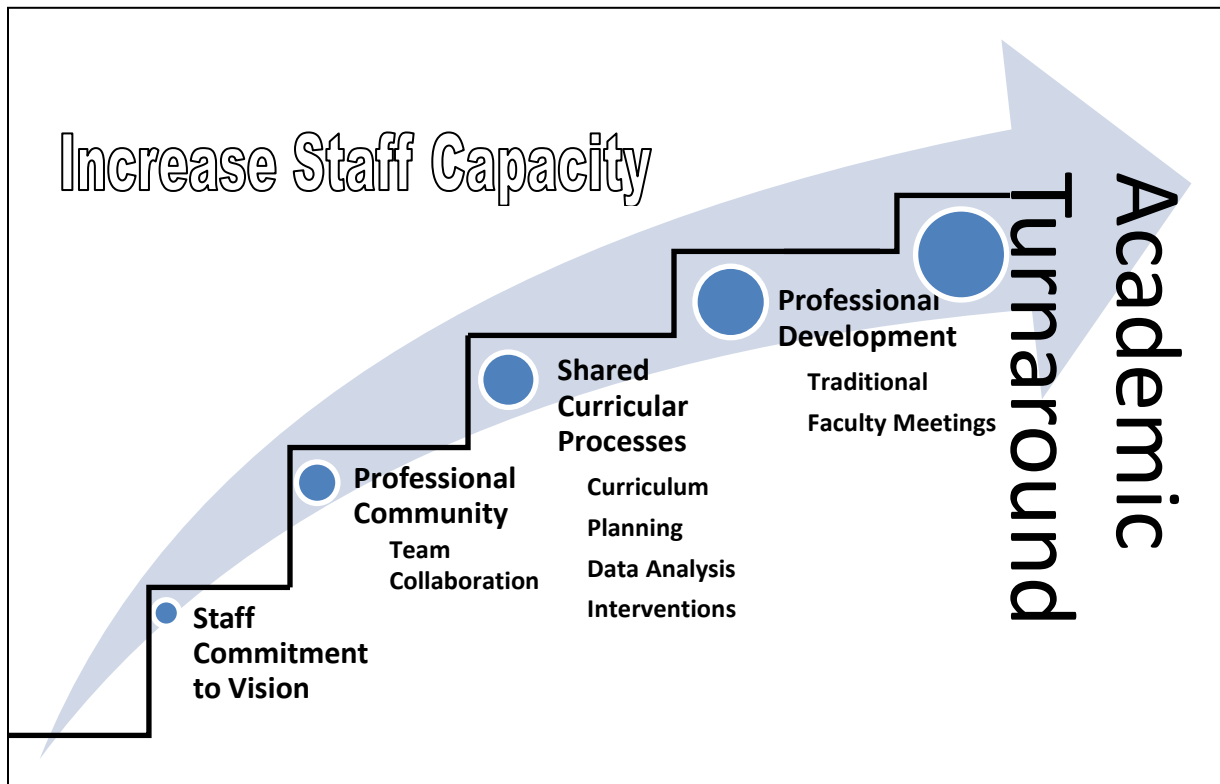 Increase Staff Capacity
Staff
Commitment
to Vision
Professional
Community
Team
Collaboration
Shared
Curricular
Processes
Curriculum
Planning
Data Analysis
Interventions
Professional
Development
Traditional
Faculty Meetings
Academic
Turnaround